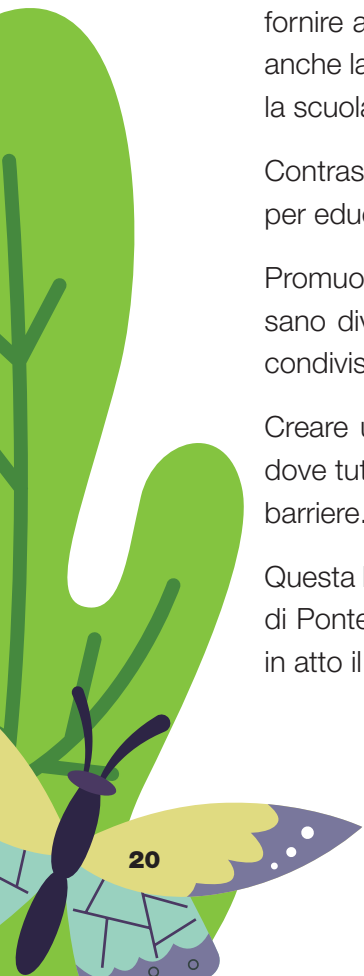 fornire a
anche la
la scuola
Contras
per edu
Promuo
sano div
condivis
Creare
dove tut
barriere.
Questa
di Ponte
in atto il
20